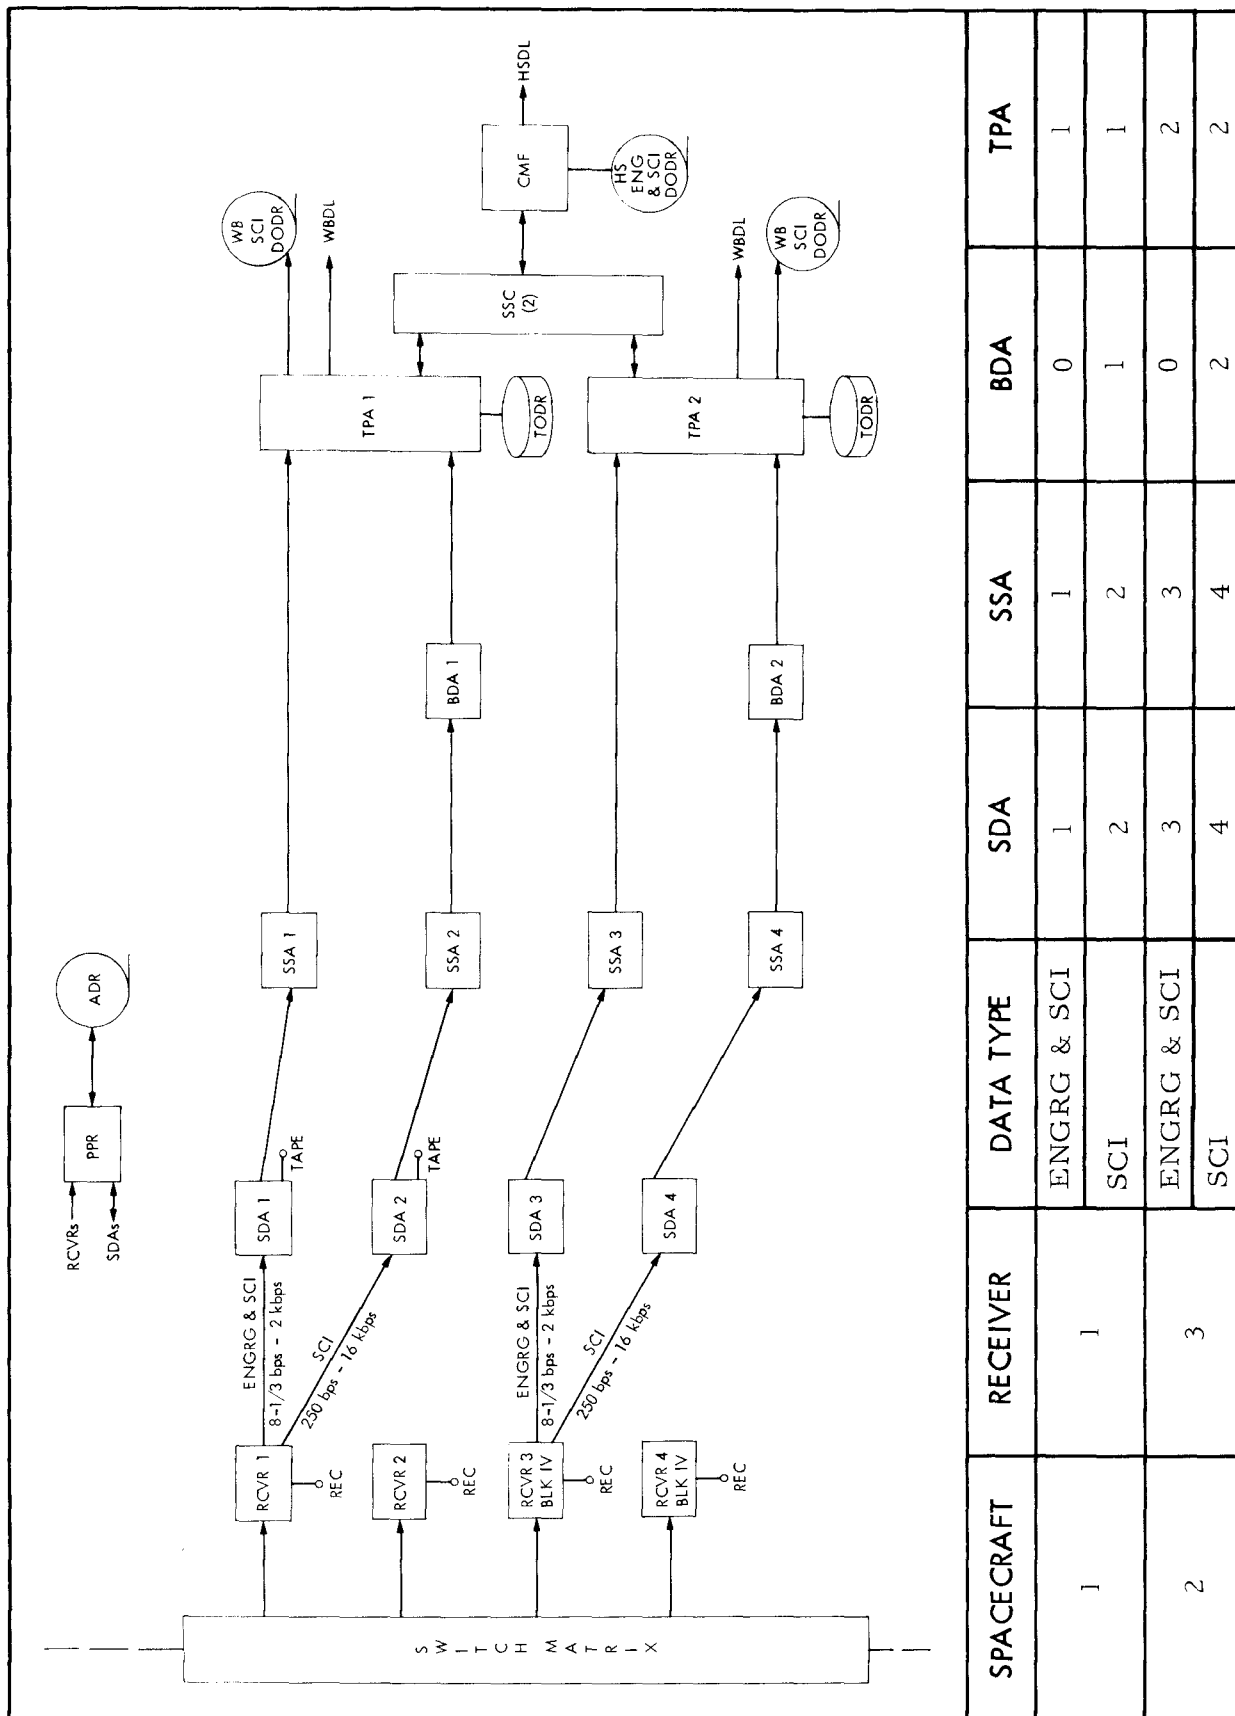 RCVRs
SDAs
PPR
ADR
S W I T C H M A T R I X
RCVR 1
REC
ENGRG & SCI
8-1/3 bps - 2 kbps
SCI
250 bps - 16 kbps
SDA 1
TAPE
SSA 1
TPA 1
TODR
WB
SCI
DODR
WBDL
RCVR 2
REC
SDA 2
TAPE
SSA 2
BDA 1
SSC
(2)
CMF
HSDL
HS
ENG
& SCI
DODR
RCVR 3
BLK IV
REC
ENGRG & SCI
8-1/3 bps - 2 kbps
SCI
250 bps - 16 kbps
SDA 3
SSA 3
TPA 2
TODR
WBDL
WB
SCI
DODR
RCVR 4
BLK IV
REC
SDA 4
SSA 4
BDA 2
SPACECRAFT RECEIVER DATA TYPE SDA SSA BDA TPA
1 1 ENGRG & SCI 1 1 0 1
SCI 2 2 1 1
2 3 ENGRG & SCI 3 3 0 2
SCI 4 4 2 2